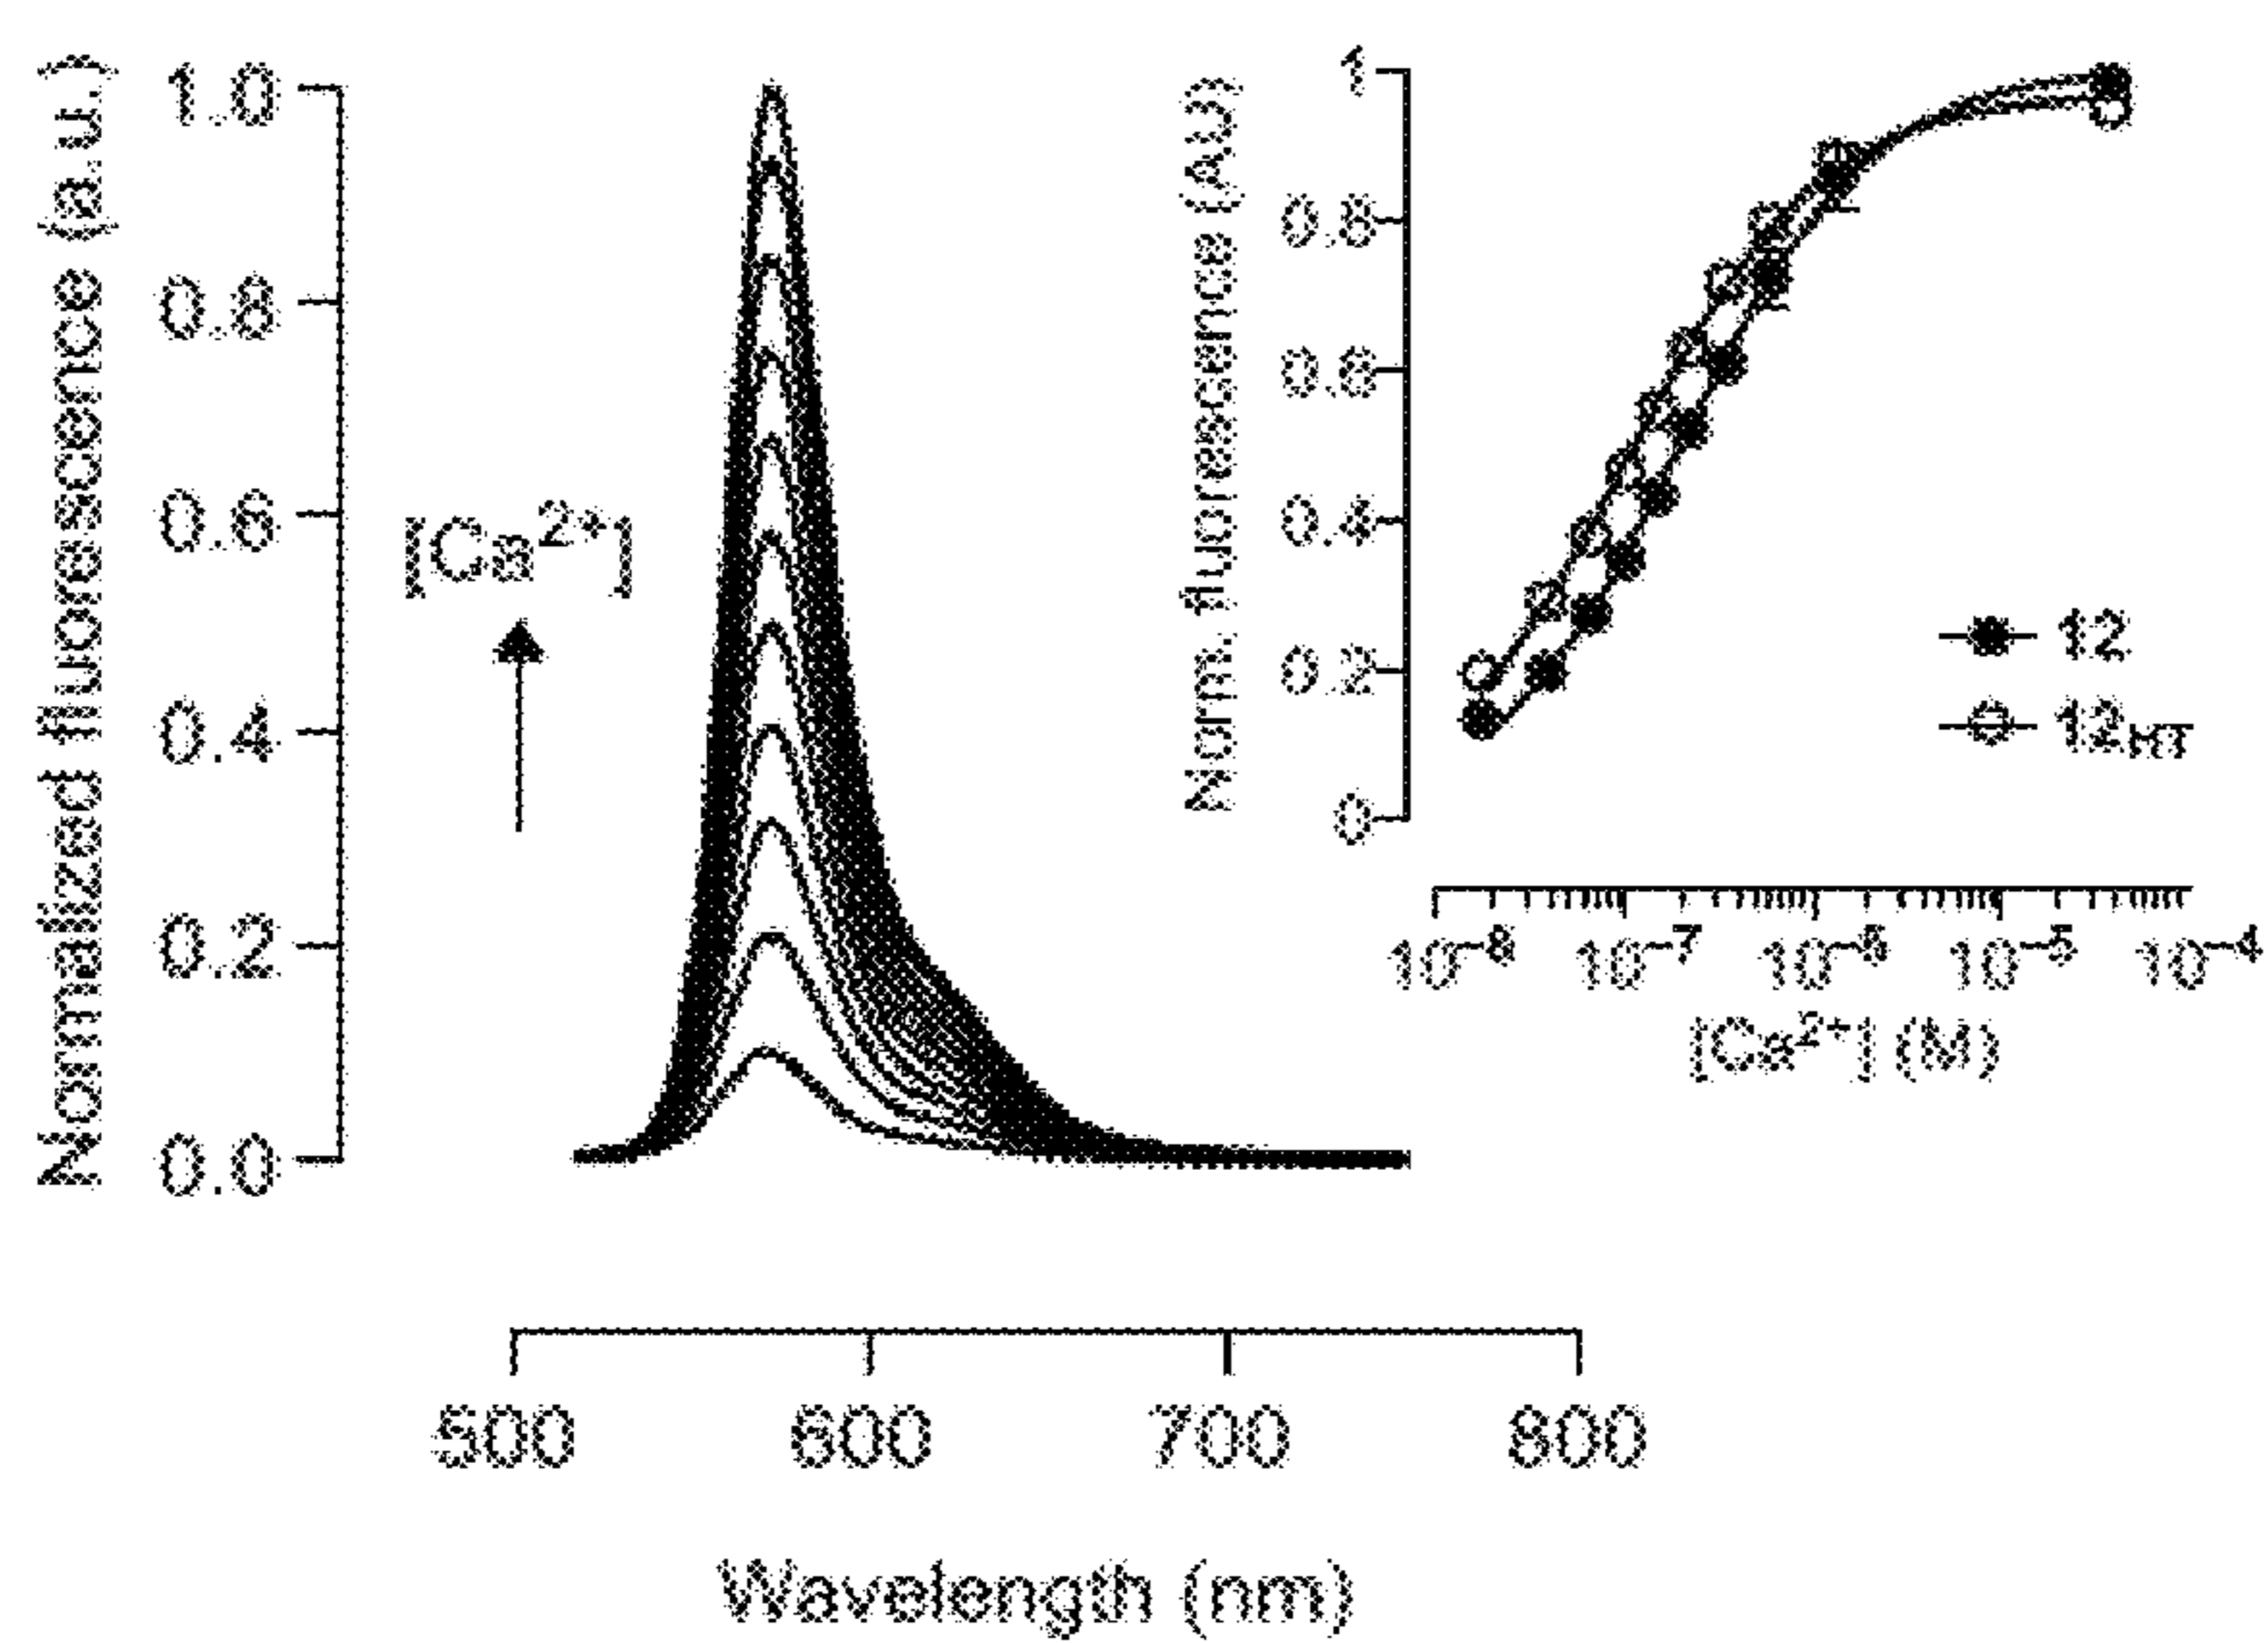 Normalized fluorescence (a.u.)
1.0
0.8
0.6
0.4
0.2
0.0
[Ca2+]
500 600 700 800
Wavelength (nm)
Norm. fluorescence (AU)
1
0.8
0.6
0.4
0.2
0
12
12HT
10−8 10−7 10−6 10−5 10−4
[Ca2+] (M)